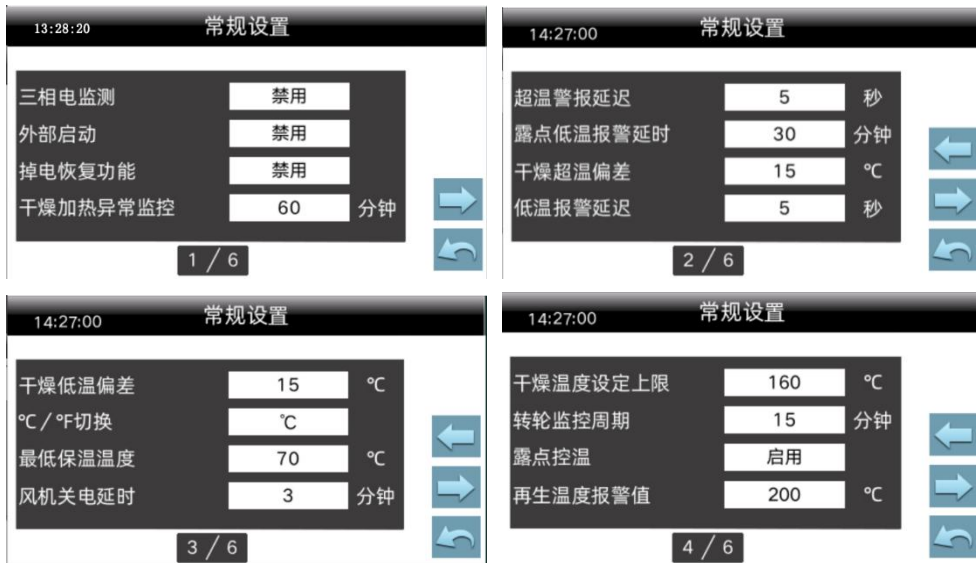 13:28:20 常规设置
三相电监测 禁用
外部启动 禁用
掉电恢复功能 禁用
干燥加热异常监控 60 分钟
1 / 6
14:27:00 常规设置
超温警报延迟 5 秒
露点低温报警延时 30 分钟
干燥超温偏差 15 ℃
低温报警延迟 5 秒
2 / 6
14:27:00 常规设置
干燥低温偏差 15 ℃
℃/℉切换 ℃
最低保温温度 70 ℃
风机关电延时 3 分钟
3 / 6
14:27:00 常规设置
干燥温度设定上限 160 ℃
转轮监控周期 15 分钟
露点控温 启用
再生温度报警值 200 ℃
4 / 6